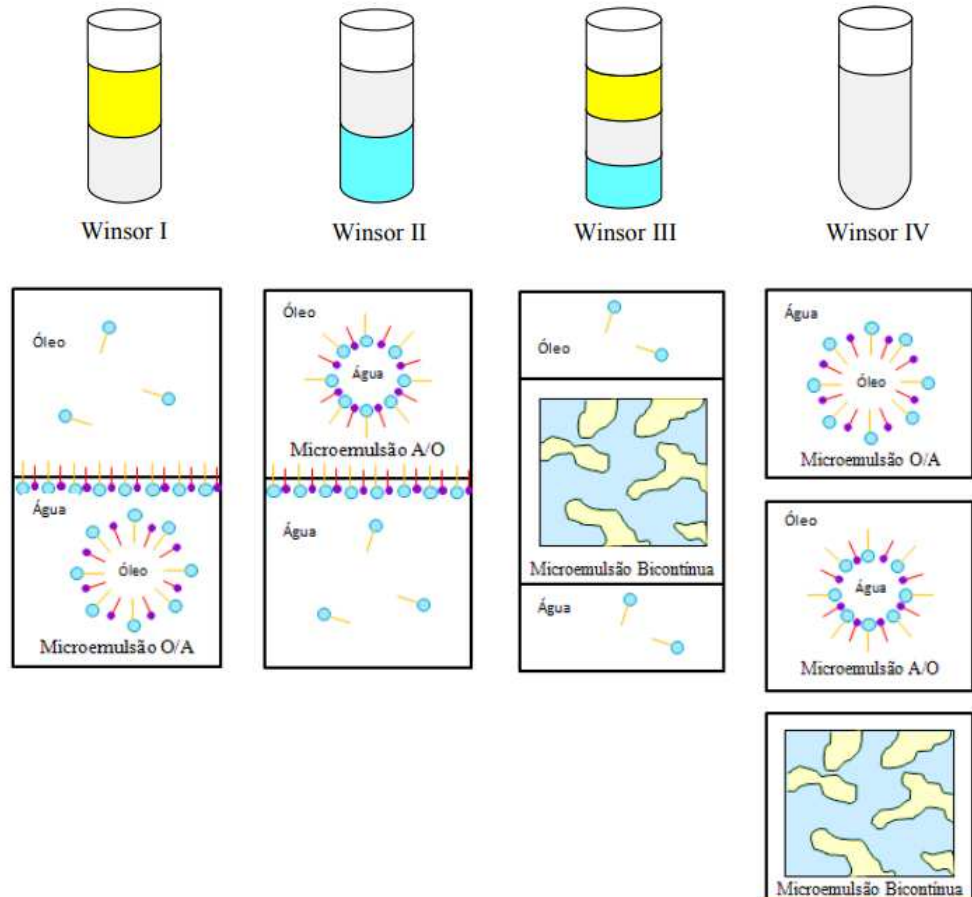 Winsor I
Winsor II
Winsor III
Winsor IV
Óleo
Água
Óleo
Microemulsão O/A
Óleo
Água
Microemulsão A/O
Água
Óleo
Microemulsão Bicontínua
Água
Água
Óleo
Microemulsão O/A
Óleo
Água
Microemulsão A/O
Microemulsão Bicontínua